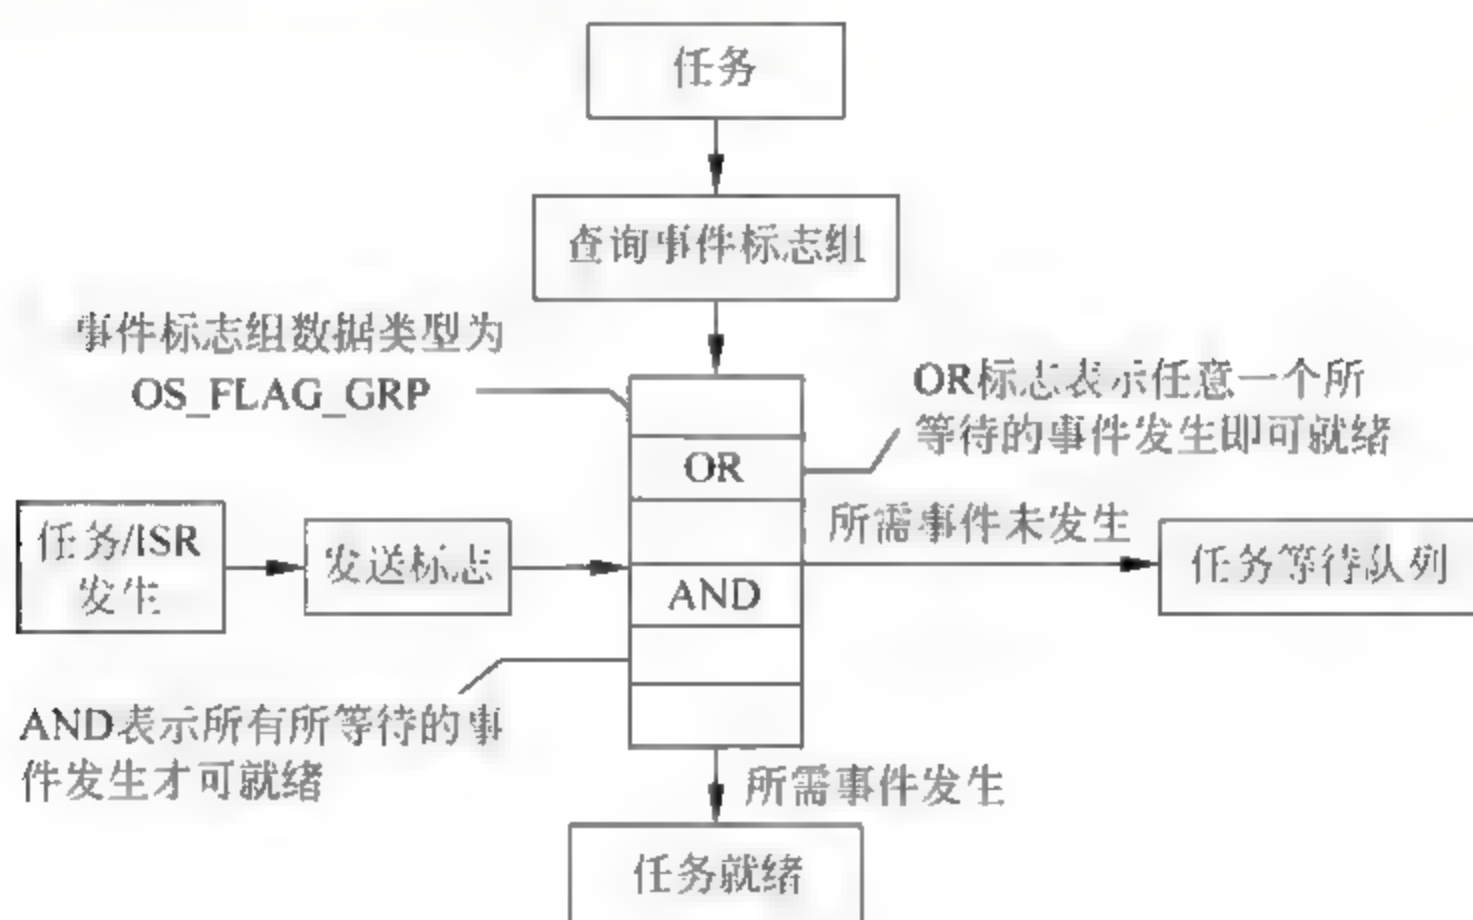 任务
查询事件标志组
事件标志组数据类型为
OS_FLAG_GRP
OR标志表示任意一个所
等待的事件发生即可就绪
OR
所需事件未发生
任务/ISR
发生
发送标志
任务等待队列
AND
AND表示所有所等待的事
件发生才可就绪
所需事件发生
任务就绪